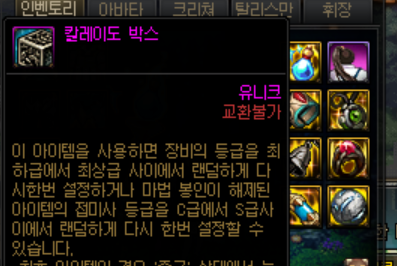 인벤토리 아바타 크리쳐 탈리스만 휘장
칼레이도 박스
유니크
교환불가
이 아이템을 사용하면 장비의 등급을 최
하급에서 최상급 사이에서 랜덤하게 다
시한번 설정하거나 마법 봉인이 해제된
아이템의 접미사 등급을 C급에서 S급사
이에서 랜덤하게 다시 한번 설정할 수
있습니다.